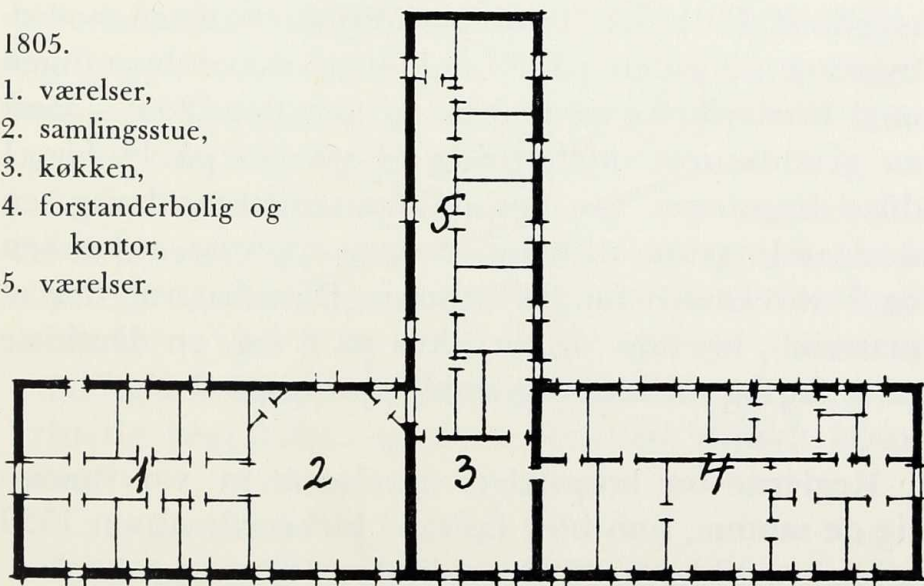 1805.
1. værelser,
2. samlingsstue,
3. køkken,
4. forstanderbolig og
kontor,
5. værelser.
5
1
2
3
4